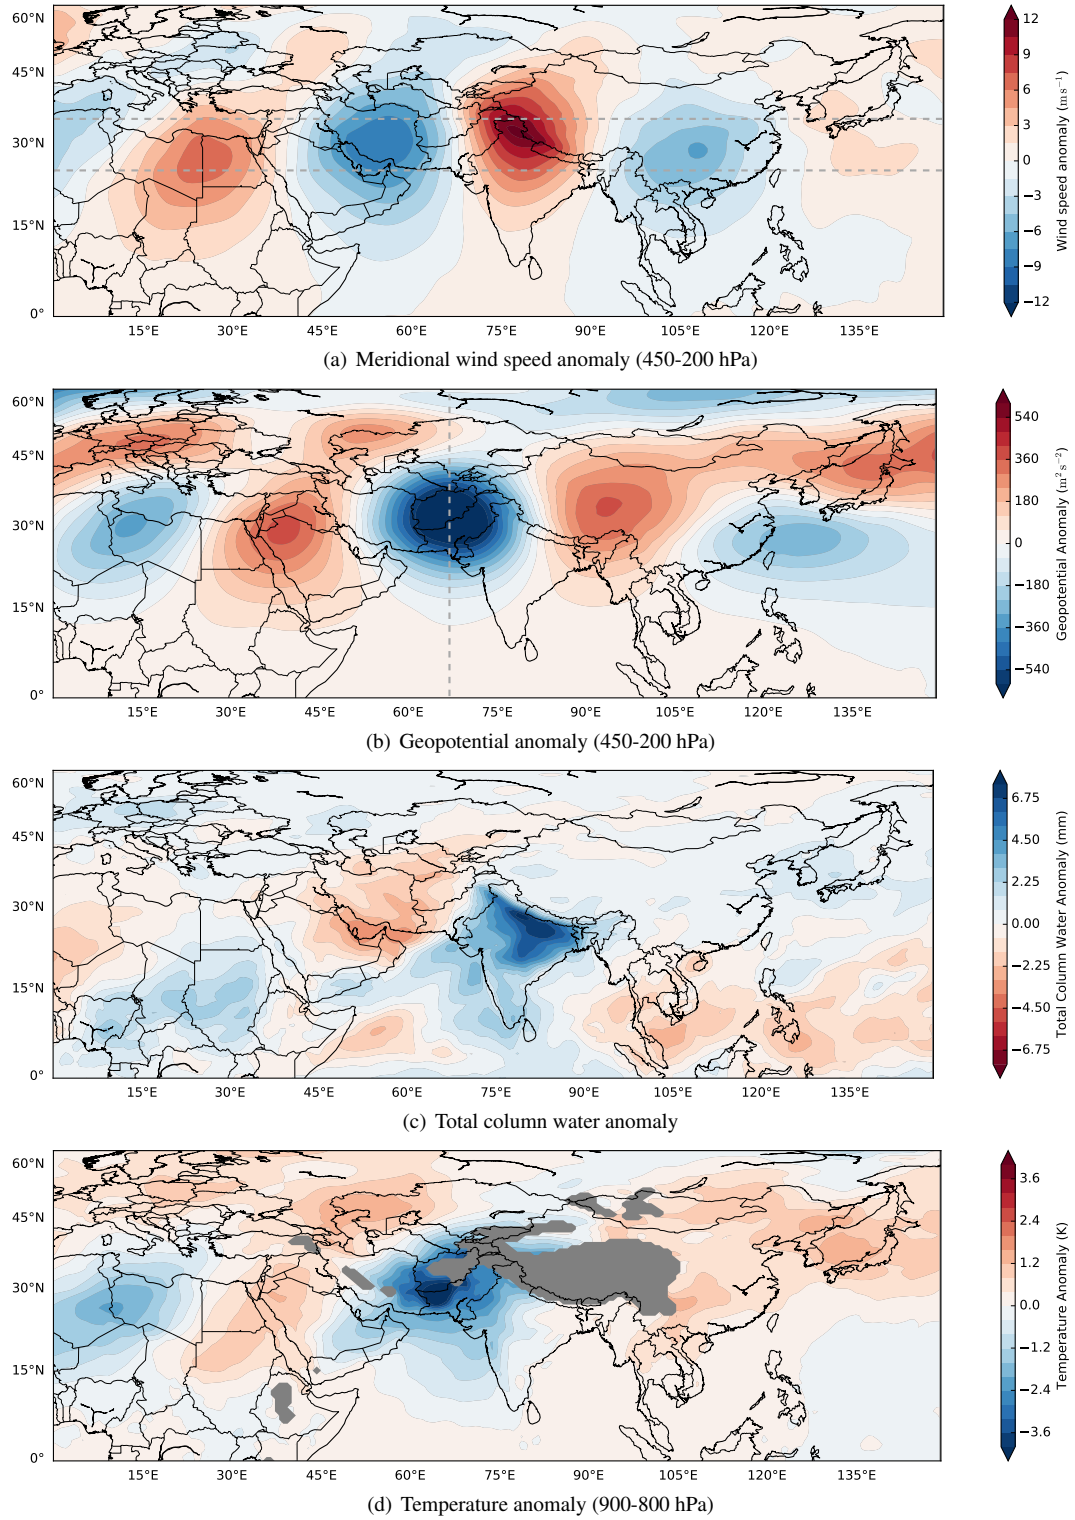 60°N
45°N
30°N
15°N
0°
15°E 30°E 45°E 60°E 75°E 90°E 105°E 120°E 135°E
12
9
6
3
0
−3
−6
−9
−12
Wind speed anomaly (m s⁻¹)
(a) Meridional wind speed anomaly (450-200 hPa)
60°N
45°N
30°N
15°N
0°
15°E 30°E 45°E 60°E 75°E 90°E 105°E 120°E 135°E
540
360
180
0
−180
−360
−540
Geopotential Anomaly (m² s⁻²)
(b) Geopotential anomaly (450-200 hPa)
60°N
45°N
30°N
15°N
0°
15°E 30°E 45°E 60°E 75°E 90°E 105°E 120°E 135°E
6.75
4.50
2.25
0.00
−2.25
−4.50
−6.75
Total Column Water Anomaly (mm)
(c) Total column water anomaly
60°N
45°N
30°N
15°N
0°
15°E 30°E 45°E 60°E 75°E 90°E 105°E 120°E 135°E
3.6
2.4
1.2
0.0
−1.2
−2.4
−3.6
Temperature Anomaly (K)
(d) Temperature anomaly (900-800 hPa)